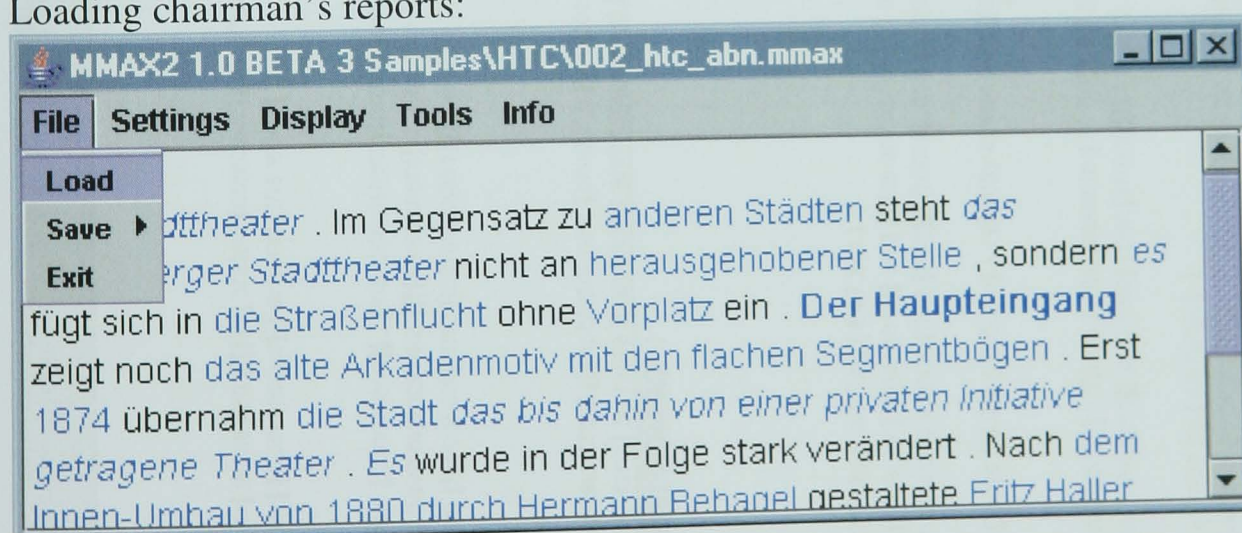 Loading chairman's reports:
MMAX2 1.0 BETA 3 Samples\HTC\002_htc_abn.mmax
File Settings Display Tools Info
Load
Save
Exit
dttheater . Im Gegensatz zu anderen Städten steht das
erger Stadttheater nicht an herausgehobener Stelle , sondern es
fügt sich in die Straßenflucht ohne Vorplatz ein . Der Haupteingang
zeigt noch das alte Arkadenmotiv mit den flachen Segmentbögen . Erst
1874 übernahm die Stadt das bis dahin von einer privaten Initiative
getragene Theater . Es wurde in der Folge stark verändert . Nach dem
Innen-Umbau von 1880 durch Hermann Behagel gestaltete Fritz Haller